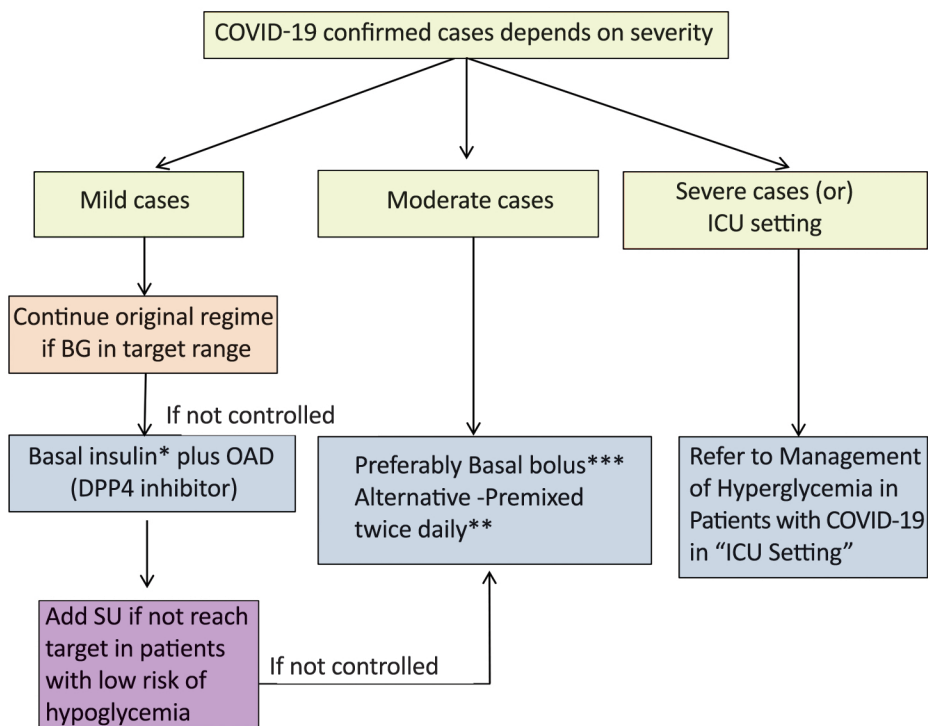 COVID-19 confirmed cases depends on severity
Mild cases
Moderate cases
Severe cases (or)
ICU setting
Continue original regime
if BG in target range
If not controlled
Basal insulin* plus OAD
(DPP4 inhibitor)
Preferably Basal bolus***
Alternative -Premixed
twice daily**
Refer to Management
of Hyperglycemia in
Patients with COVID-19
in “ICU Setting”
Add SU if not reach
target in patients
with low risk of
hypoglycemia
If not controlled